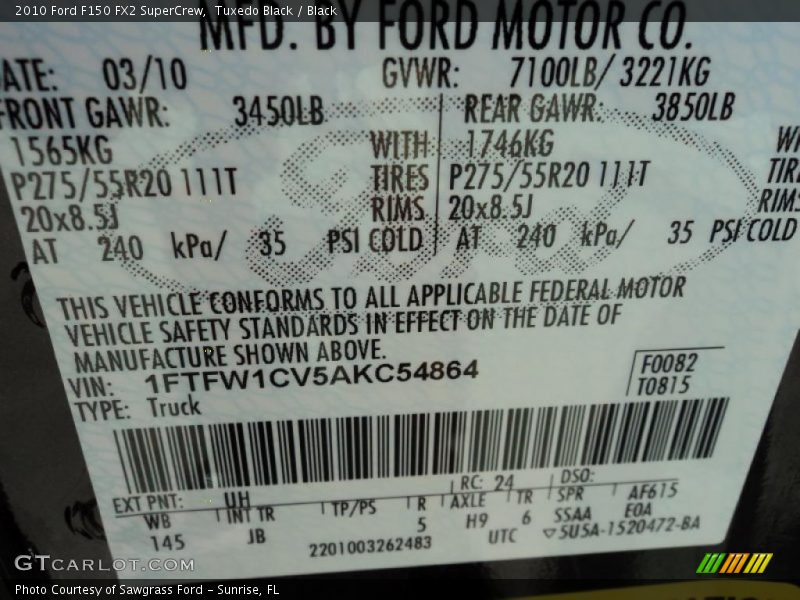 2010 Ford F150 FX2 SuperCrew, Tuxedo Black / Black
MFD. BY FORD MOTOR CO.
ATE: 03/10 GVWR: 7100LB/ 3221KG
FRONT GAWR: 3450LB REAR GAWR: 3850LB
1565KG WITH 1746KG WI
P275/55R20 111T TIRES P275/55R20 111T TIRE
20x8.5J RIMS 20x8.5J RIMS
AT 240 kPa/ 35 PSI COLD AT 240 kPa/ 35 PSI COLD
THIS VEHICLE CONFORMS TO ALL APPLICABLE FEDERAL MOTOR
VEHICLE SAFETY STANDARDS IN EFFECT ON THE DATE OF
MANUFACTURE SHOWN ABOVE.
VIN: 1FTFW1CV5AKC54864 F0082
TYPE: Truck T0815
EXT PNT: UH RC: 24 DSO:
WB INT TR TP/PS R AXLE TR SPR AF615
145 JB 5 H9 6 SSAA EOA
2201003262483 UTC ▽5U5A-1520472-BA
GTCARLOT.COM
Photo Courtesy of Sawgrass Ford - Sunrise, FL